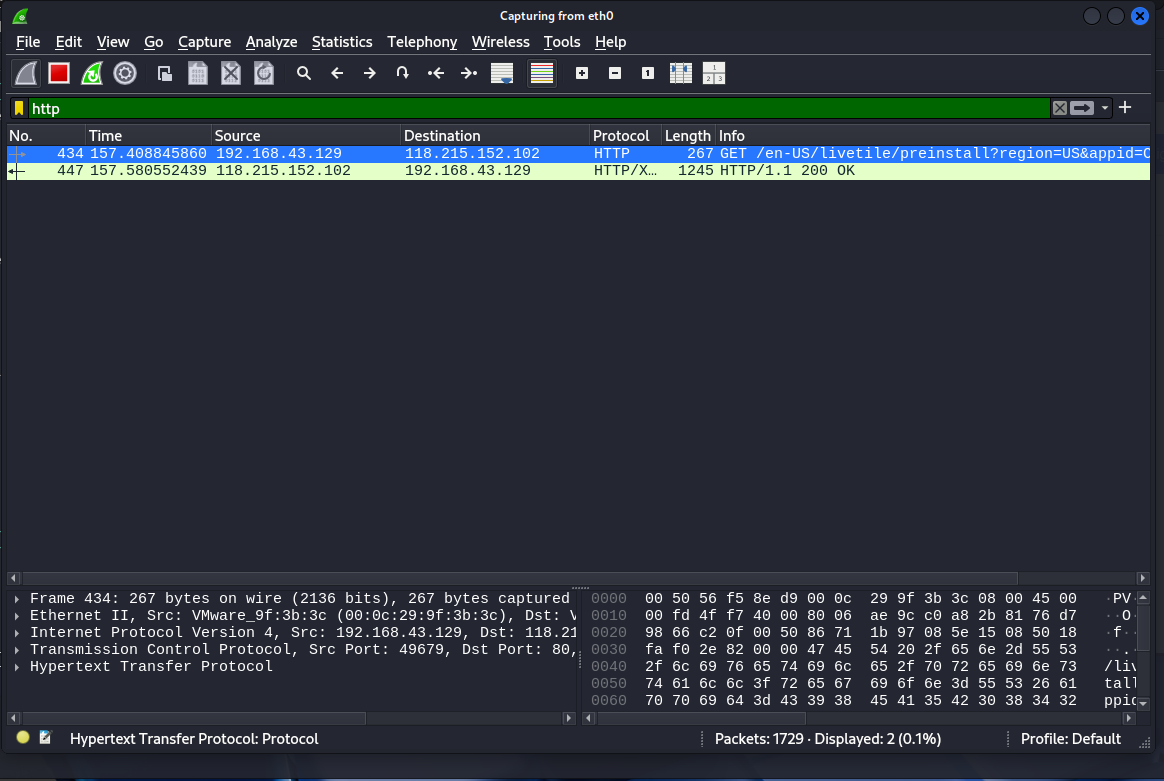 Capturing from eth0
File Edit View Go Capture Analyze Statistics Telephony Wireless Tools Help
http
No. Time Source Destination Protocol Length Info
434 157.408845860 192.168.43.129 118.215.152.102 HTTP 267 GET /en-US/livetile/preinstall?region=US&appid=C
447 157.580552439 118.215.152.102 192.168.43.129 HTTP/X… 1245 HTTP/1.1 200 OK
Frame 434: 267 bytes on wire (2136 bits), 267 bytes captured
Ethernet II, Src: VMware_9f:3b:3c (00:0c:29:9f:3b:3c), Dst: V
Internet Protocol Version 4, Src: 192.168.43.129, Dst: 118.21
Transmission Control Protocol, Src Port: 49679, Dst Port: 80,
Hypertext Transfer Protocol
0000 00 50 56 f5 8e d9 00 0c 29 9f 3b 3c 08 00 45 00 ·PV
0010 00 fd 4f f7 40 00 80 06 ae 9c c0 a8 2b 81 76 d7 ··O·
0020 98 66 c2 0f 00 50 86 71 1b 97 08 5e 15 08 50 18 ·f··
0030 fa f0 2e 82 00 00 47 45 54 20 2f 65 6e 2d 55 53 ··.·
0040 2f 6c 69 76 65 74 69 6c 65 2f 70 72 65 69 6e 73 /liv
0050 74 61 6c 6c 3f 72 65 67 69 6f 6e 3d 55 53 26 61 tall
0060 70 70 69 64 3d 43 39 38 45 41 35 42 30 38 34 32 ppid
Hypertext Transfer Protocol: Protocol
Packets: 1729 · Displayed: 2 (0.1%)
Profile: Default